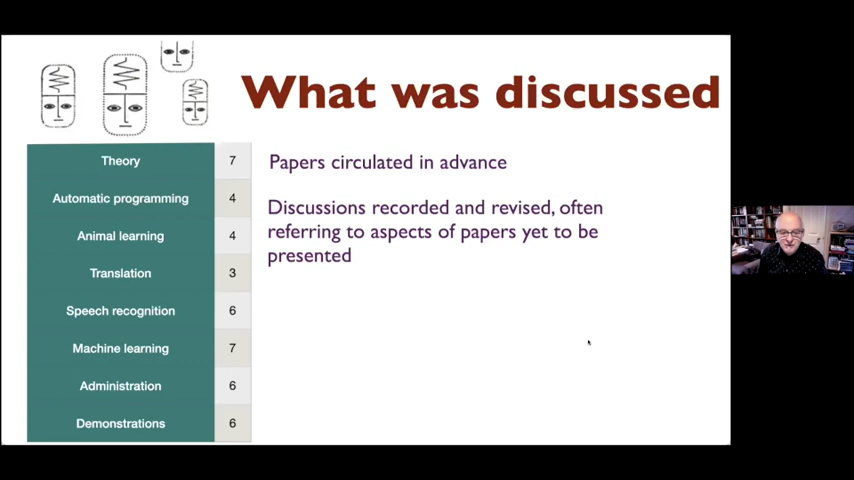 What was discussed
Theory 7
Automatic programming 4
Animal learning 4
Translation 3
Speech recognition 6
Machine learning 7
Administration 6
Demonstrations 6
Papers circulated in advance
Discussions recorded and revised, often
referring to aspects of papers yet to be
presented